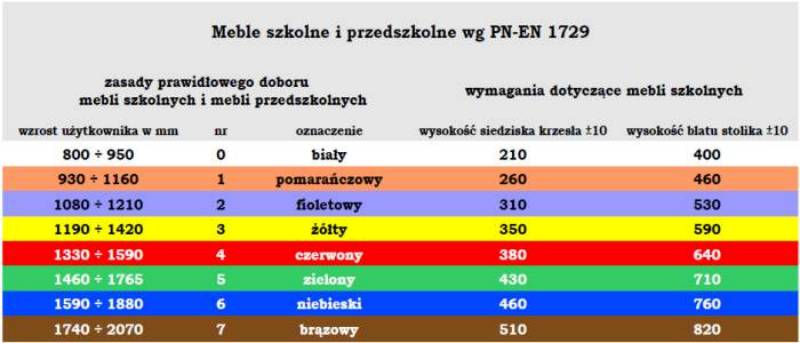 Meble szkolne i przedszkolne wg PN-EN 1729
zasady prawidłowego doboru
mebli szkolnych i mebli przedszkolnych
wymagania dotyczące mebli szkolnych
wzrost użytkownika w mm nr oznaczenie wysokość siedziska krzesła ±10 wysokość blatu stolika ±10
800 ÷ 950 0 biały 210 400
930 ÷ 1160 1 pomarańczowy 260 460
1080 ÷ 1210 2 fioletowy 310 530
1190 ÷ 1420 3 żółty 350 590
1330 ÷ 1590 4 czerwony 380 640
1460 ÷ 1765 5 zielony 430 710
1590 ÷ 1880 6 niebieski 460 760
1740 ÷ 2070 7 brązowy 510 820